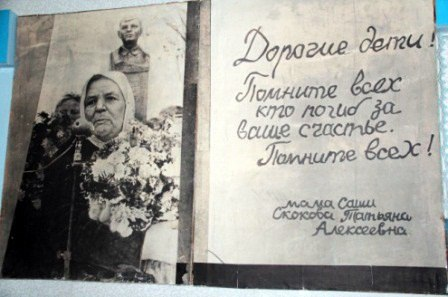 Дорогие дети!
Помните всех
кто погиб за
ваше счастье.
Помните всех!
мама Саши
Скокова Татьяна
Алексеевна